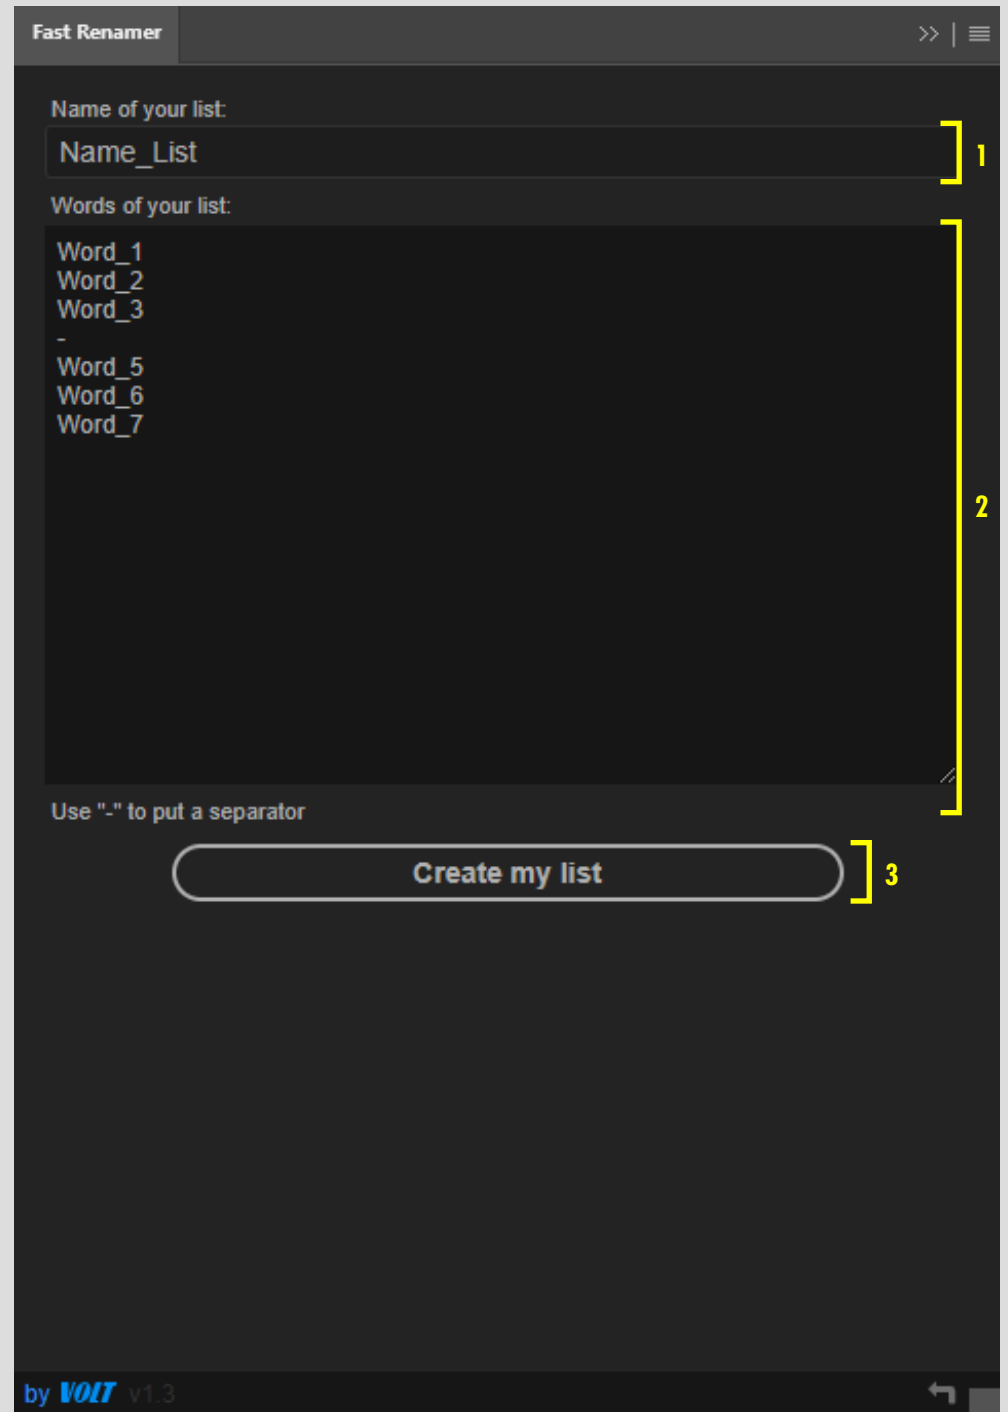 Fast Renamer
Name of your list:
Name_List
1
Words of your list:
Word_1
Word_2
Word_3
-
Word_5
Word_6
Word_7
2
Use "-" to put a separator
Create my list
3
by VOLT v1.3